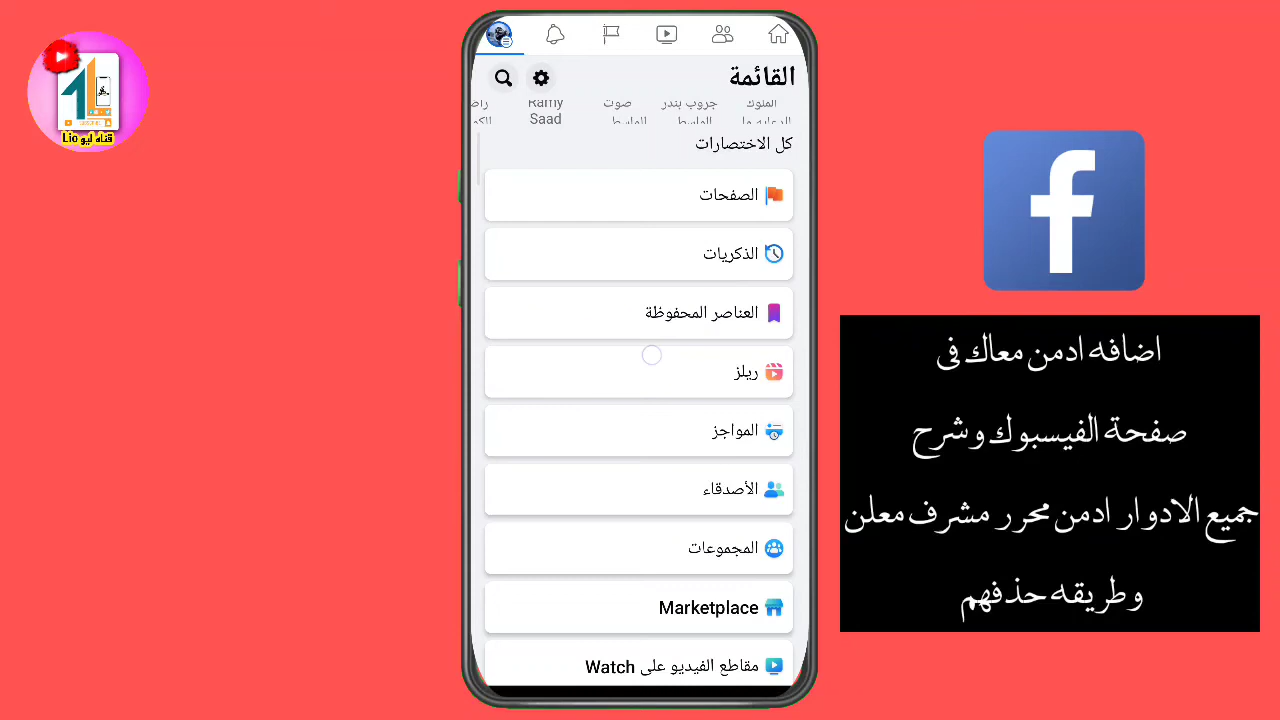 قناه ليو Lio
القائمة
الملوك
جروب بندر
صوت
Ramy
Saad
كل الاختصارات
الصفحات
الذكريات
العناصر المحفوظة
ريلز
المواجز
الأصدقاء
المجموعات
Marketplace
مقاطع الفيديو على Watch
اضافه ادمن معاك فى
صفحة الفيسبوك وشرح
جميع الادوار ادمن محرر مشرف معلن
وطريقه حذفهم